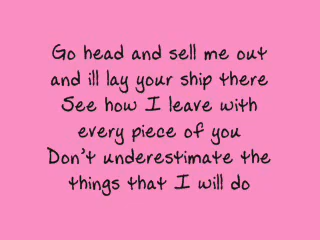 Go head and sell me out
and ill lay your ship there
See how I leave with
every piece of you
Don't underestimate the
things that I will do